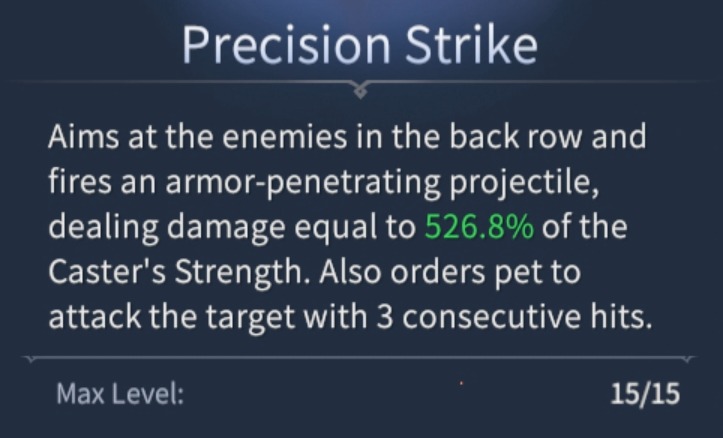 Precision Strike
Aims at the enemies in the back row and
fires an armor-penetrating projectile,
dealing damage equal to 526.8% of the
Caster's Strength. Also orders pet to
attack the target with 3 consecutive hits.
Max Level: 15/15